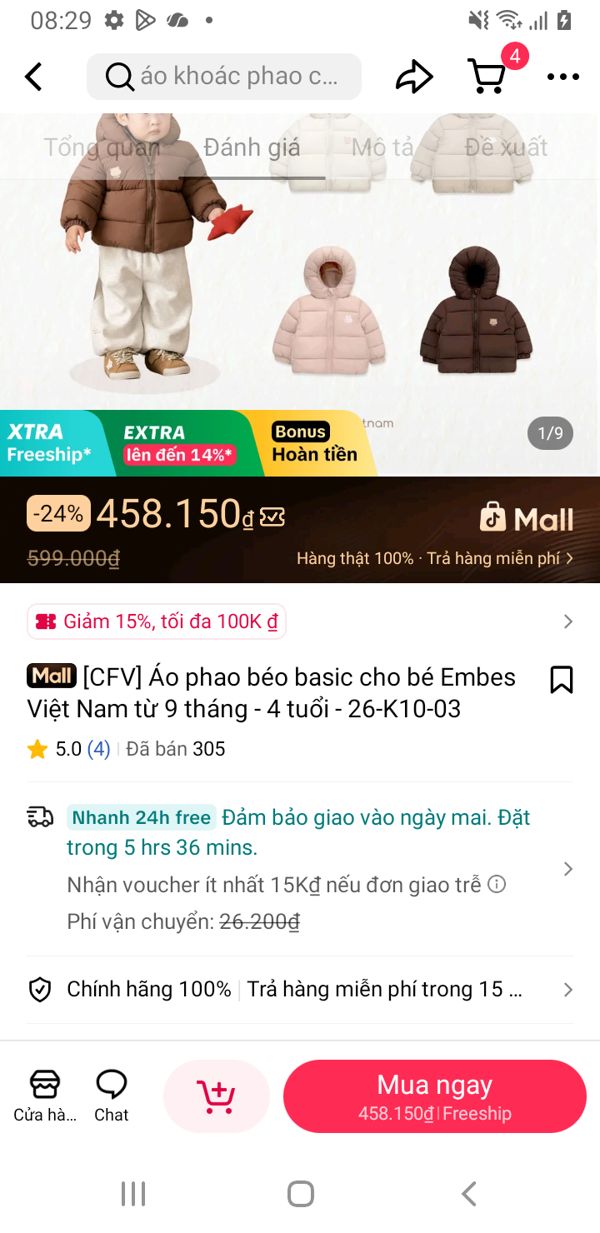 08:29
áo khoác phao c...
4
Tổng quan Đánh giá Mô tả Đề xuất
XTRA
Freeship*
EXTRA
lên đến 14%*
Bonus
Hoàn tiền
tnam
1/9
-24% 458.150đ
Mall
599.000đ
Hàng thật 100% · Trả hàng miễn phí
Giảm 15%, tối đa 100K đ
Mall [CFV] Áo phao béo basic cho bé Embes
Việt Nam từ 9 tháng - 4 tuổi - 26-K10-03
5.0 (4) Đã bán 305
Nhanh 24h free Đảm bảo giao vào ngày mai. Đặt
trong 5 hrs 36 mins.
Nhận voucher ít nhất 15K₫ nếu đơn giao trễ
Phí vận chuyển: 26.200₫
Chính hãng 100% Trả hàng miễn phí trong 15 ...
Cửa hà...
Chat
Mua ngay
458.150₫ Freeship